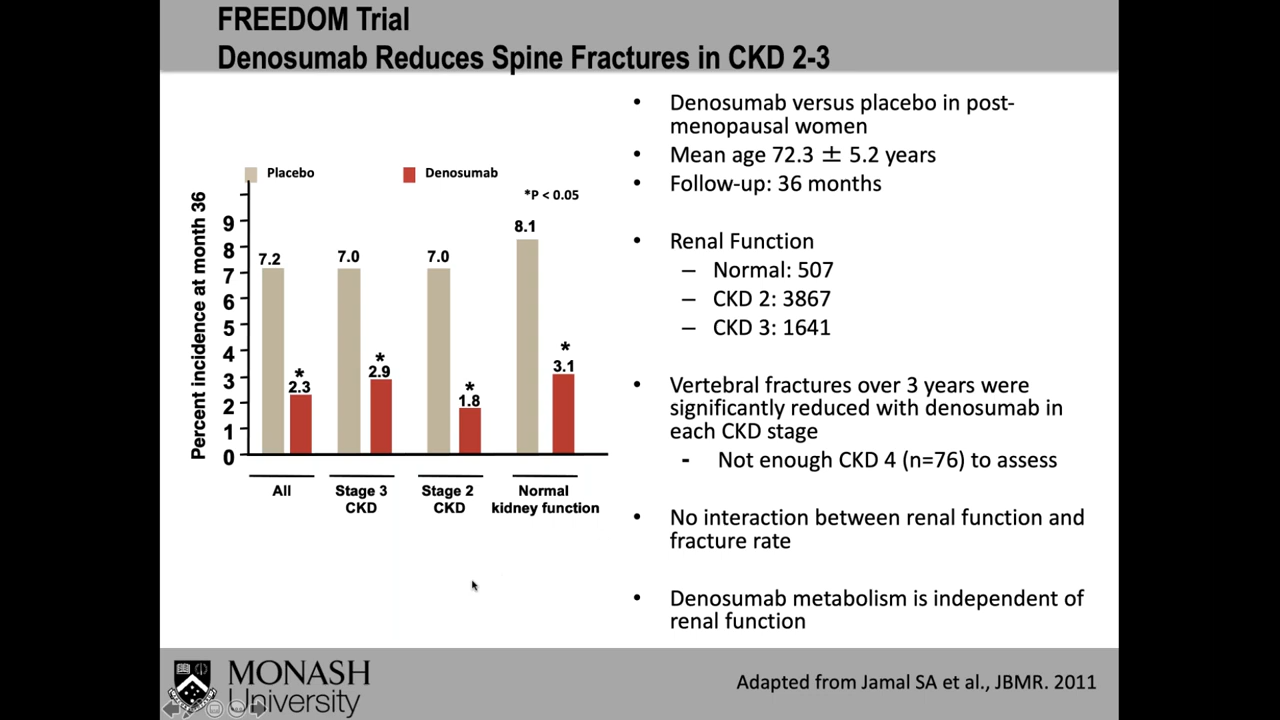 FREEDOM Trial
Denosumab Reduces Spine Fractures in CKD 2-3
Placebo
Denosumab
*P < 0.05
Percent incidence at month 36
9
8
7
6
5
4
3
2
1
0
7.2
*
2.3
7.0
*
2.9
7.0
*
1.8
8.1
*
3.1
All
Stage 3
CKD
Stage 2
CKD
Normal
kidney function
• Denosumab versus placebo in post-
menopausal women
• Mean age 72.3 ± 5.2 years
• Follow-up: 36 months
• Renal Function
– Normal: 507
– CKD 2: 3867
– CKD 3: 1641
• Vertebral fractures over 3 years were
significantly reduced with denosumab in
each CKD stage
- Not enough CKD 4 (n=76) to assess
• No interaction between renal function and
fracture rate
• Denosumab metabolism is independent of
renal function
MONASH
University
Adapted from Jamal SA et al., JBMR. 2011